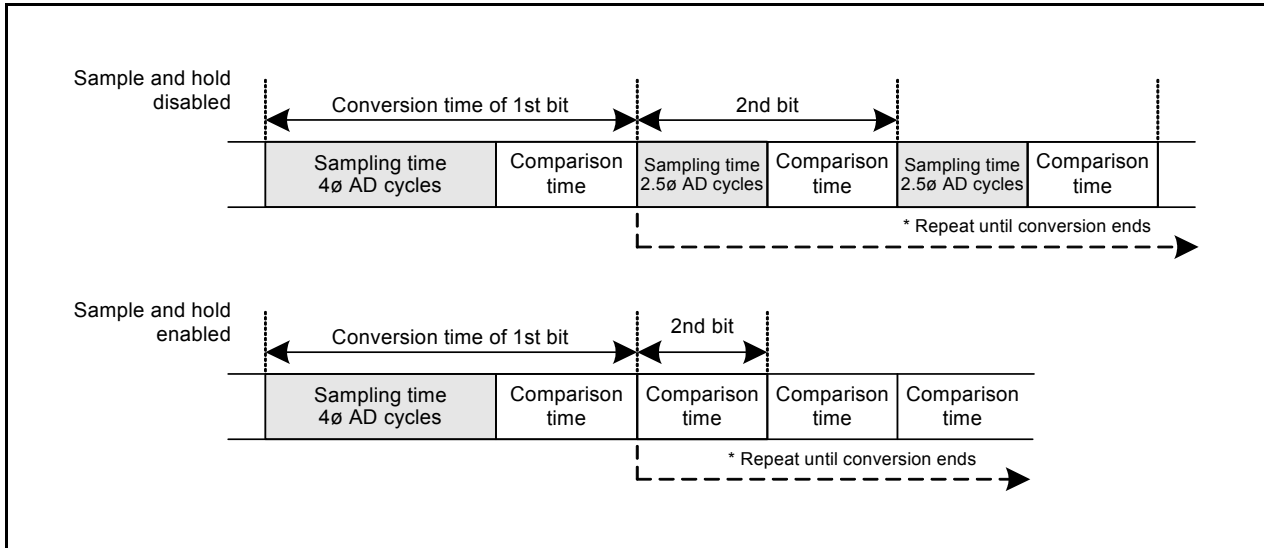 Sample and hold
disabled
Conversion time of 1st bit
2nd bit
Sampling time
4ø AD cycles
Comparison
time
Sampling time
2.5ø AD cycles
Comparison
time
Sampling time
2.5ø AD cycles
Comparison
time
* Repeat until conversion ends
Sample and hold
enabled
Conversion time of 1st bit
2nd bit
Sampling time
4ø AD cycles
Comparison
time
Comparison
time
Comparison
time
Comparison
time
* Repeat until conversion ends